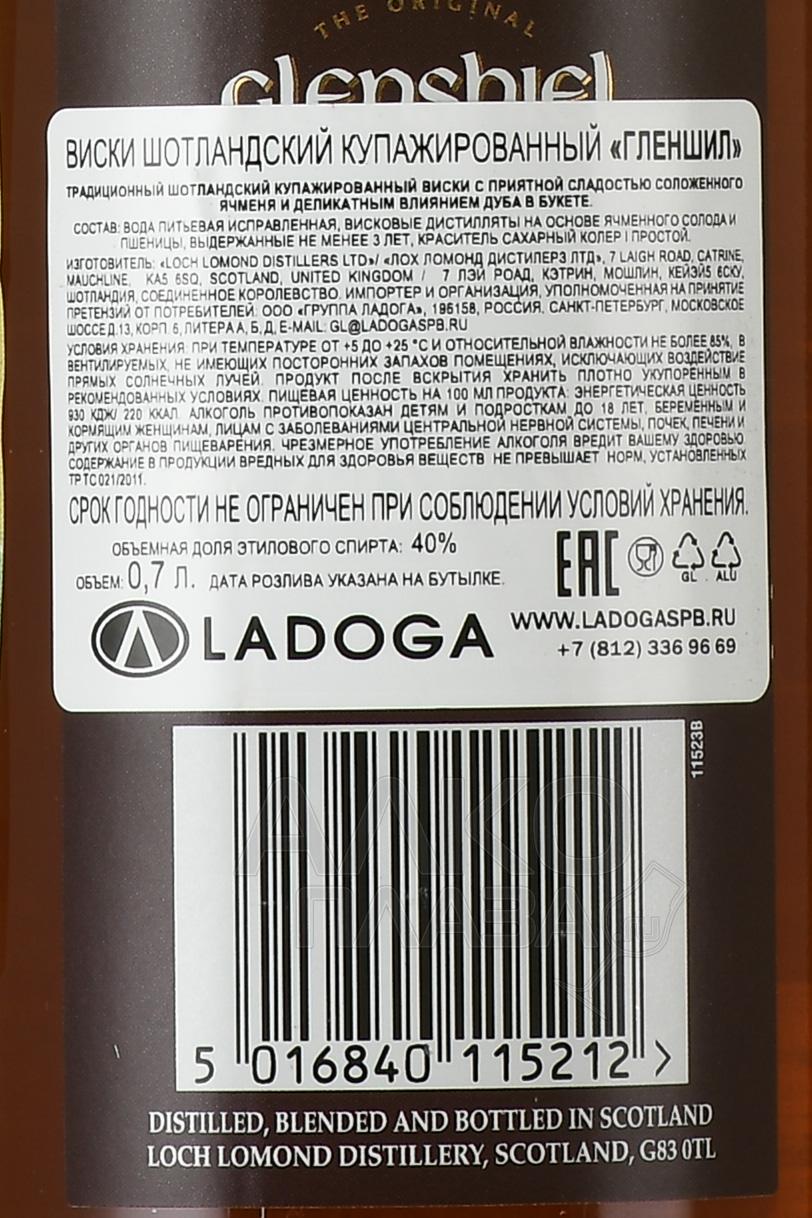 THE ORIGINAL
Glenshiel
ВИСКИ ШОТЛАНДСКИЙ КУПАЖИРОВАННЫЙ «ГЛЕНШИЛ»
ТРАДИЦИОННЫЙ ШОТЛАНДСКИЙ КУПАЖИРОВАННЫЙ ВИСКИ С ПРИЯТНОЙ СЛАДОСТЬЮ СОЛОЖЕНОГО
ЯЧМЕНЯ И ДЕЛИКАТНЫМ ВЛИЯНИЕМ ДУБА В БУКЕТЕ.
СОСТАВ: ВОДА ПИТЬЕВАЯ ИСПРАВЛЕННАЯ, ВИСКОВЫЕ ДИСТИЛЛЯТЫ НА ОСНОВЕ ЯЧМЕННОГО СОЛОДА И
ПШЕНИЦЫ, ВЫДЕРЖАННЫЕ НЕ МЕНЕЕ 3 ЛЕТ, КРАСИТЕЛЬ САХАРНЫЙ КОЛЕР I ПРОСТОЙ.
ИЗГОТОВИТЕЛЬ: «LOCH LOMOND DISTILLERS LTD»/ «ЛОХ ЛОМОНД ДИСТИЛЕРЗ ЛТД», 7 LAIGH ROAD, CATRINE,
MAUCHLINE, KA5 6SQ, SCOTLAND, UNITED KINGDOM / 7 ЛЭЙ РОАД, КЭТРИН, МОШЛИН, КЕЙЭЙ5 6СКУ,
ШОТЛАНДИЯ, СОЕДИНЕННОЕ КОРОЛЕВСТВО. ИМПОРТЕР И ОРГАНИЗАЦИЯ, УПОЛНОМОЧЕННАЯ НА ПРИНЯТИЕ
ПРЕТЕНЗИЙ ОТ ПОТРЕБИТЕЛЕЙ: ООО «ГРУППА ЛАДОГА», 196158, РОССИЯ, САНКТ-ПЕТЕРБУРГ, МОСКОВСКОЕ
ШОССЕ Д.13, КОРП. 6, ЛИТЕРА А, Б, Д, E-MAIL: GL@LADOGASPB.RU
УСЛОВИЯ ХРАНЕНИЯ: ПРИ ТЕМПЕРАТУРЕ ОТ +5 ДО +25 °С И ОТНОСИТЕЛЬНОЙ ВЛАЖНОСТИ НЕ БОЛЕЕ 85%, В
ВЕНТИЛИРУЕМЫХ, НЕ ИМЕЮЩИХ ПОСТОРОННИХ ЗАПАХОВ ПОМЕЩЕНИЯХ, ИСКЛЮЧАЮЩИХ ВОЗДЕЙСТВИЕ
ПРЯМЫХ СОЛНЕЧНЫХ ЛУЧЕЙ. ПРОДУКТ ПОСЛЕ ВСКРЫТИЯ ХРАНИТЬ ПЛОТНО УКУПОРЕННЫМ В
РЕКОМЕНДОВАННЫХ УСЛОВИЯХ. ПИЩЕВАЯ ЦЕННОСТЬ НА 100 МЛ ПРОДУКТА: ЭНЕРГЕТИЧЕСКАЯ ЦЕННОСТЬ
930 КДЖ/ 220 ККАЛ. АЛКОГОЛЬ ПРОТИВОПОКАЗАН ДЕТЯМ И ПОДРОСТКАМ ДО 18 ЛЕТ, БЕРЕМЕННЫМ И
КОРМЯЩИМ ЖЕНЩИНАМ, ЛИЦАМ С ЗАБОЛЕВАНИЯМИ ЦЕНТРАЛЬНОЙ НЕРВНОЙ СИСТЕМЫ, ПОЧЕК, ПЕЧЕНИ И
ДРУГИХ ОРГАНОВ ПИЩЕВАРЕНИЯ. ЧРЕЗМЕРНОЕ УПОТРЕБЛЕНИЕ АЛКОГОЛЯ ВРЕДИТ ВАШЕМУ ЗДОРОВЬЮ.
СОДЕРЖАНИЕ В ПРОДУКЦИИ ВРЕДНЫХ ДЛЯ ЗДОРОВЬЯ ВЕЩЕСТВ НЕ ПРЕВЫШАЕТ НОРМ, УСТАНОВЛЕННЫХ
ТР ТС 021/2011.
СРОК ГОДНОСТИ НЕ ОГРАНИЧЕН ПРИ СОБЛЮДЕНИИ УСЛОВИЙ ХРАНЕНИЯ.
ОБЪЕМНАЯ ДОЛЯ ЭТИЛОВОГО СПИРТА: 40%
ОБЪЕМ: 0,7 Л. ДАТА РОЗЛИВА УКАЗАНА НА БУТЫЛКЕ.
EAC
GL ALU
LADOGA
WWW.LADOGASPB.RU
+7 (812) 336 96 69
11523B
АЛКО
ПЛАЗА
ru
5 016840 115212 >
DISTILLED, BLENDED AND BOTTLED IN SCOTLAND
LOCH LOMOND DISTILLERY, SCOTLAND, G83 0TL